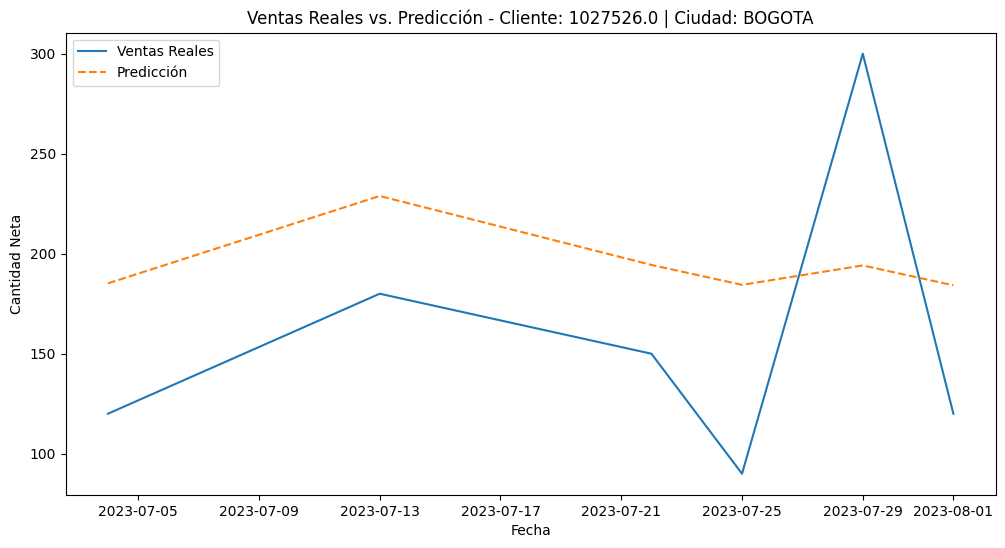 Ventas Reales vs. Predicción - Cliente: 1027526.0 | Ciudad: BOGOTA
Ventas Reales
Predicción
Cantidad Neta
300
250
200
150
100
2023-07-05 2023-07-09 2023-07-13 2023-07-17 2023-07-21 2023-07-25 2023-07-29 2023-08-01
Fecha